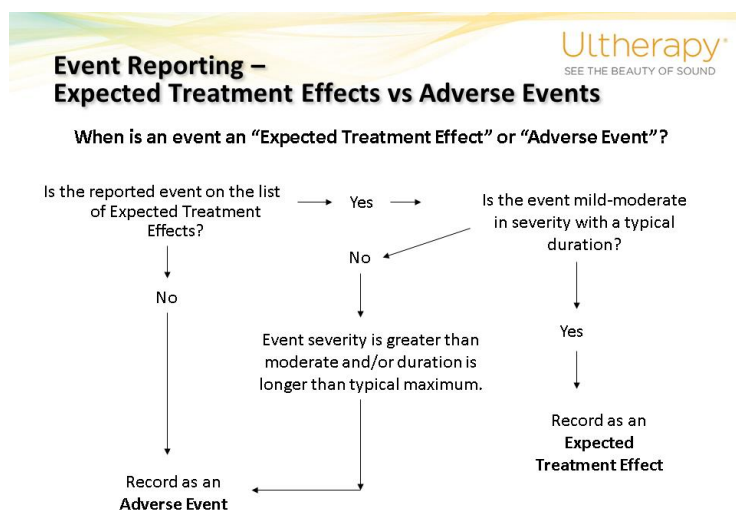 Ultherapy®
SEE THE BEAUTY OF SOUND
Event Reporting –
Expected Treatment Effects vs Adverse Events
When is an event an “Expected Treatment Effect” or “Adverse Event”?
Is the reported event on the list
of Expected Treatment
Effects?
Yes
Is the event mild-moderate
in severity with a typical
duration?
No
No
Event severity is greater than
moderate and/or duration is
longer than typical maximum.
Yes
Record as an
Expected
Treatment Effect
Record as an
Adverse Event